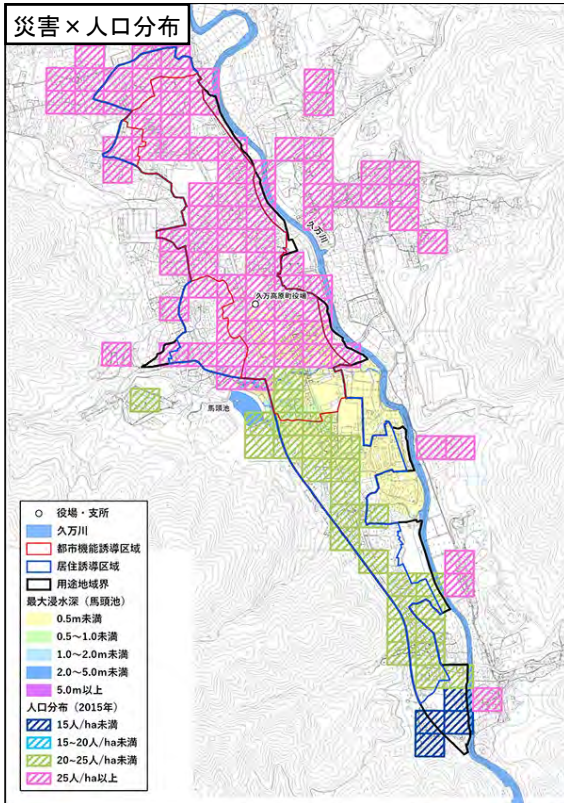 災害×人口分布
久万川
久万高原町役場
馬頭池
役場・支所
久万川
都市機能誘導区域
居住誘導区域
用途地域界
最大浸水深（馬頭池）
0.5m未満
0.5～1.0未満
1.0～2.0m未満
2.0～5.0m未満
5.0m以上
人口分布（2015年）
15人/ha未満
15~20人/ha未満
20~25人/ha未満
25人/ha以上